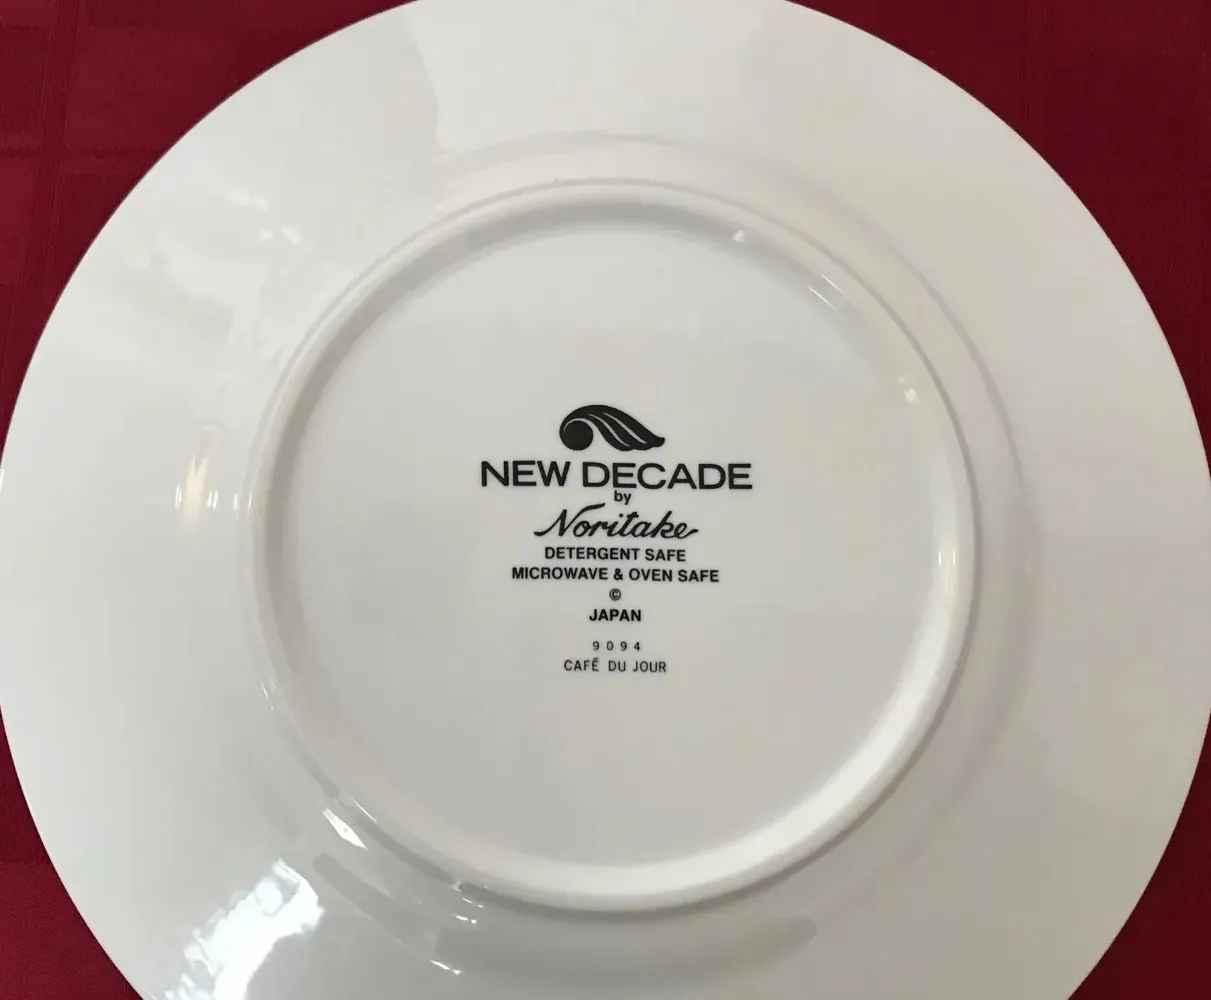 NEW DECADE
by
Noritake
DETERGENT SAFE
MICROWAVE & OVEN SAFE
©
JAPAN
9094
CAFÉ DU JOUR